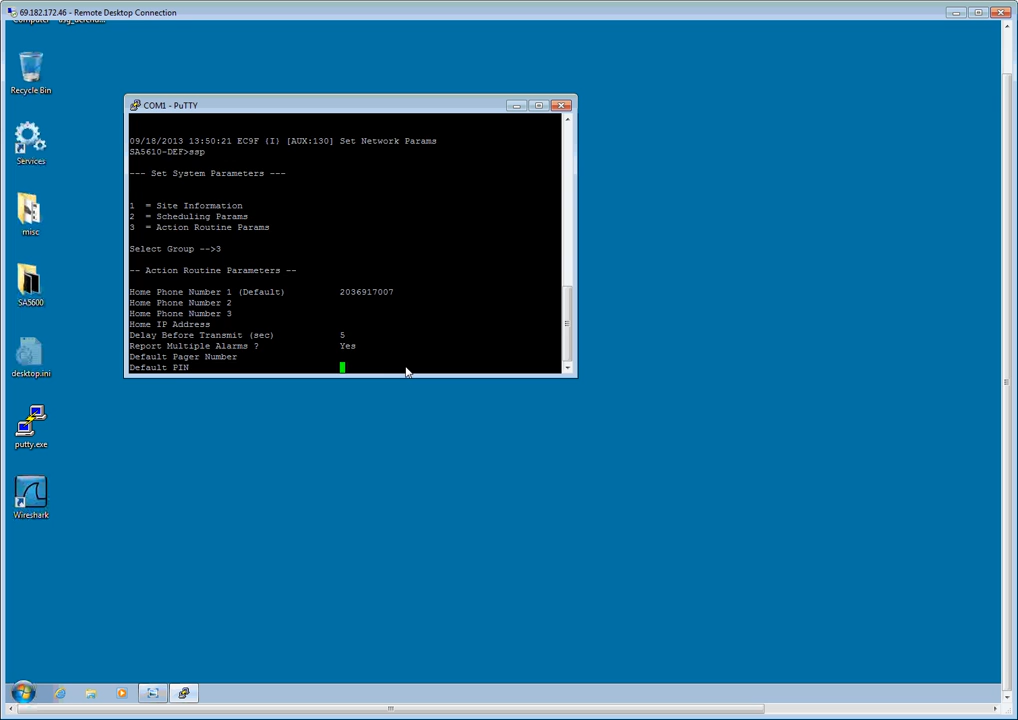 69.182.172.46 - Remote Desktop Connection
Recycle Bin
Services
misc
SA5600
desktop.ini
putty.exe
Wireshark
COM1 - PuTTY
09/18/2013 13:50:21 EC9F {I} [AUX:130] Set Network Params
SA5610-DEF>ssp
--- Set System Parameters ---
1 = Site Information
2 = Scheduling Params
3 = Action Routine Params
Select Group -->3
-- Action Routine Parameters --
Home Phone Number 1 (Default) 2036917007
Home Phone Number 2
Home Phone Number 3
Home IP Address
Delay Before Transmit (sec) 5
Report Multiple Alarms ? Yes
Default Pager Number
Default PIN